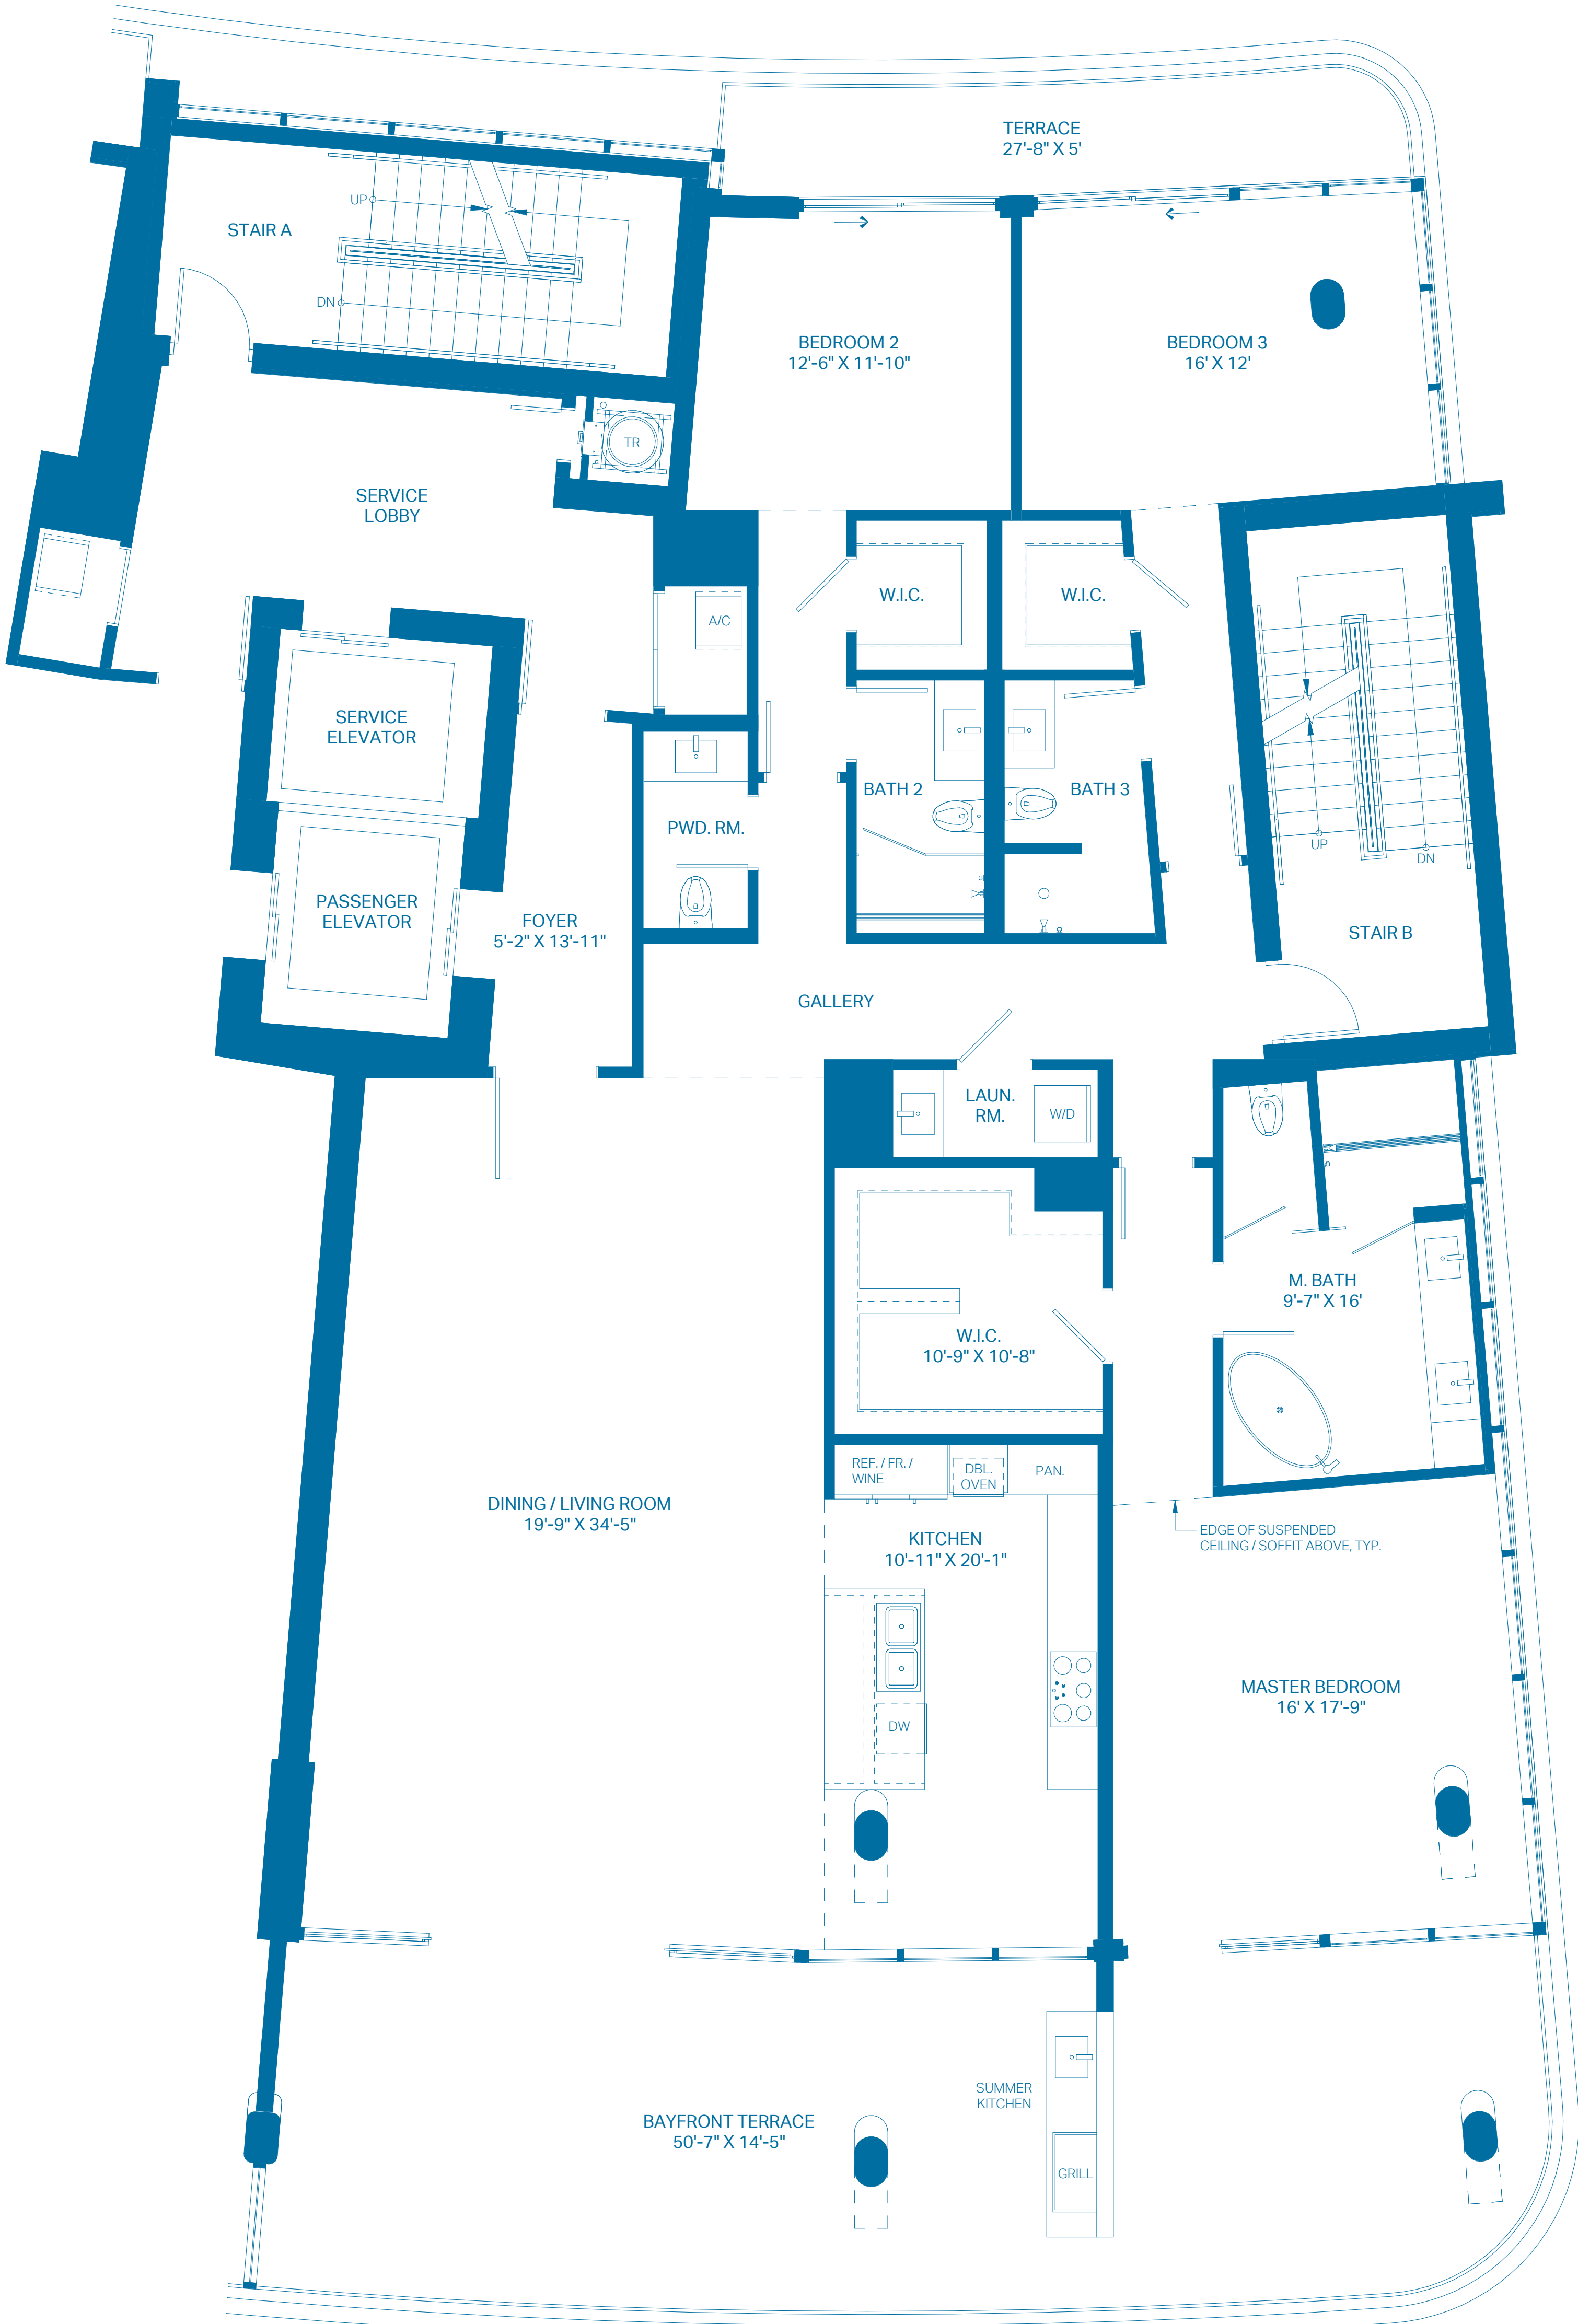 TERRACE
27'-8" X 5'
UP
STAIR A
DN
BEDROOM 2
12'-6" X 11'-10"
BEDROOM 3
16' X 12'
TR
SERVICE
LOBBY
W.I.C.
W.I.C.
A/C
SERVICE
ELEVATOR
BATH 2
BATH 3
PWD. RM.
UP
DN
PASSENGER
ELEVATOR
FOYER
5'-2" X 13'-11"
STAIR B
GALLERY
LAUN.
RM.
W/D
M. BATH
9'-7" X 16'
W.I.C.
10'-9" X 10'-8"
REF. / FR. /
WINE
DBL.
OVEN
PAN.
DINING / LIVING ROOM
19'-9" X 34'-5"
KITCHEN
10'-11" X 20'-1"
EDGE OF SUSPENDED
CEILING / SOFFIT ABOVE, TYP.
MASTER BEDROOM
16' X 17'-9"
DW
SUMMER
KITCHEN
BAYFRONT TERRACE
50'-7" X 14'-5"
GRILL